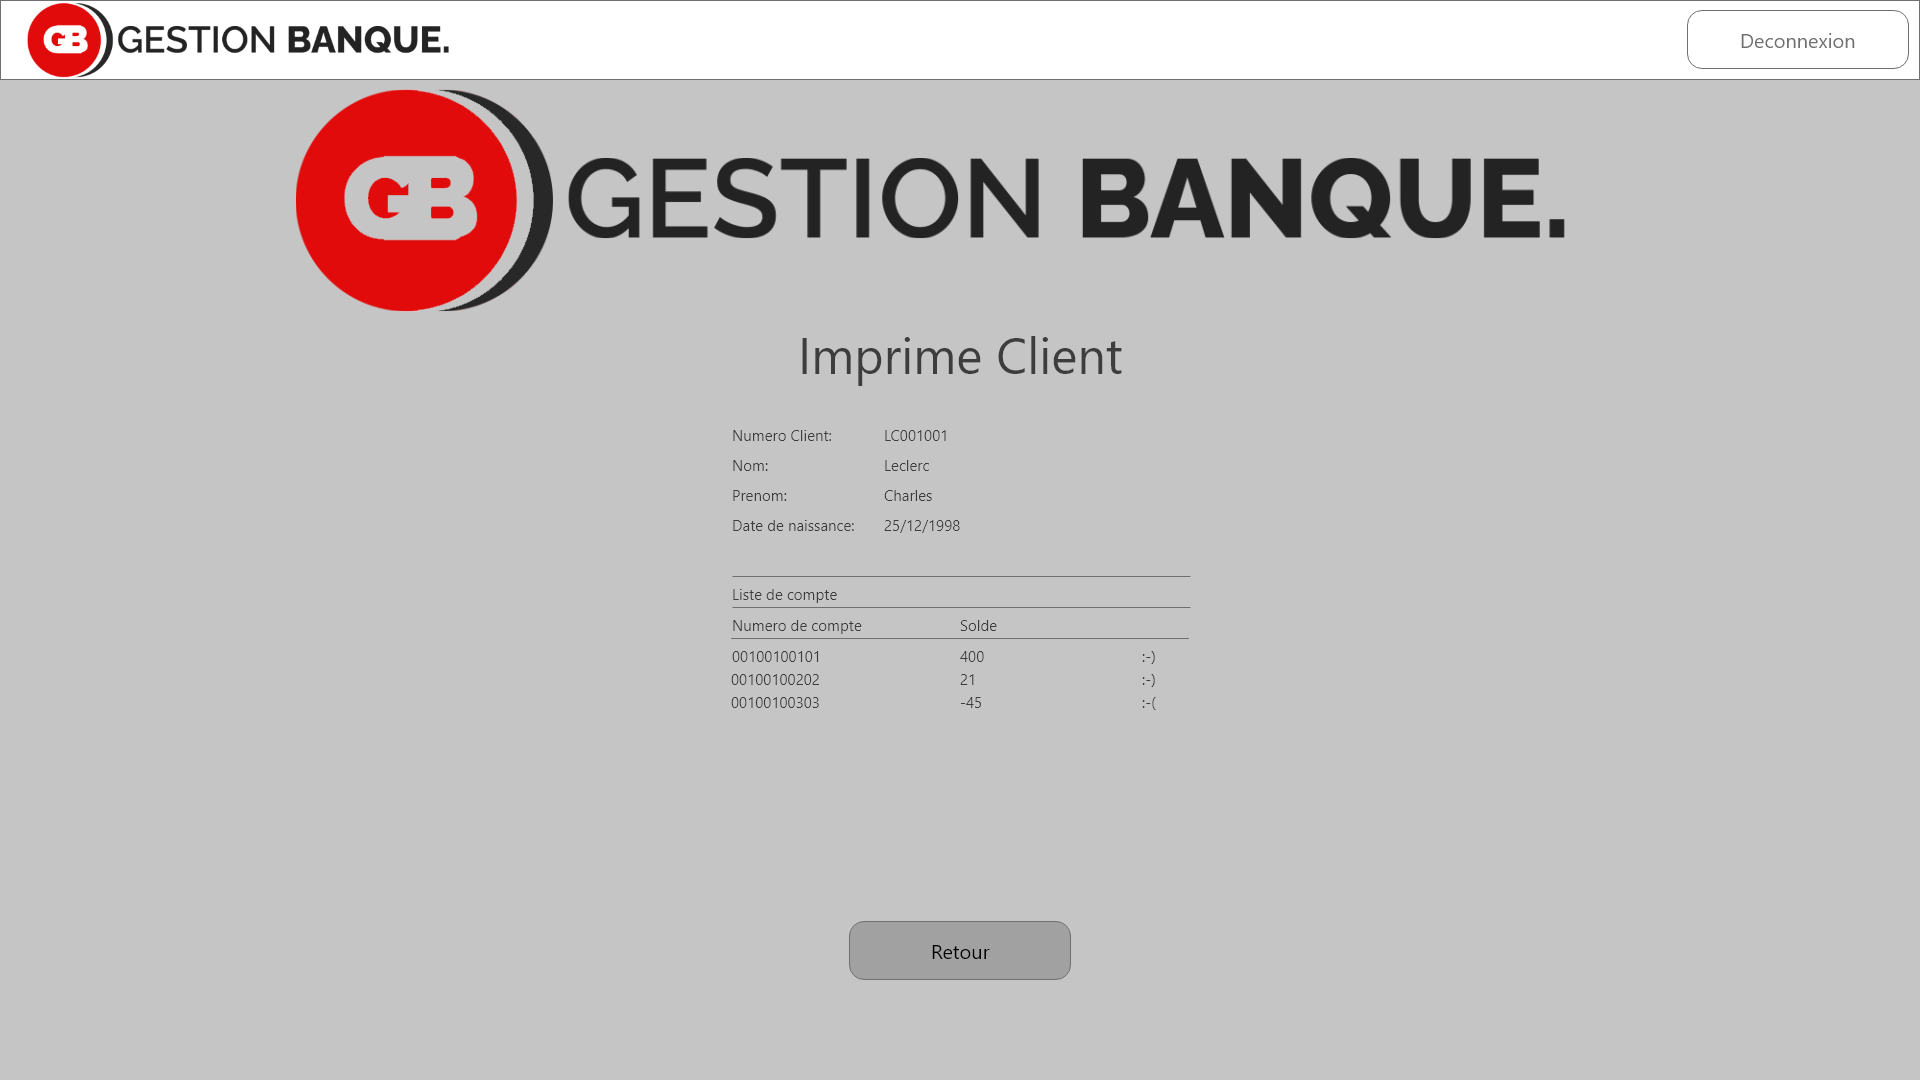 GB GESTION BANQUE.
Deconnexion
GB GESTION BANQUE.
Imprime Client
Numero Client: LC001001
Nom: Leclerc
Prenom: Charles
Date de naissance: 25/12/1998
Liste de compte
Numero de compte Solde
00100100101 400 :-)
00100100202 21 :-)
00100100303 -45 :-(
Retour